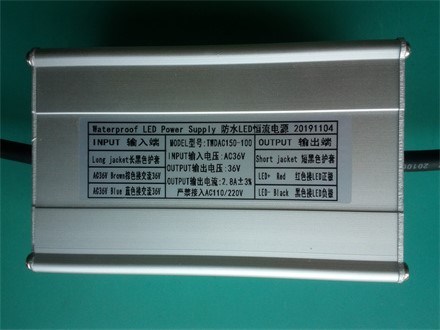 Waterproof LED Power Supply 防水LED恒流电源 20191104
INPUT 输入端
Long jacket长黑色护套
AC36V Brown棕色接交流36V
AC36V Blue 蓝色接交流36V
MODEL型号:TWDAC150-100
INPUT输入电压:AC36V
OUTPUT输出电压:36V
OUTPUT输出电流:2.8A±3%
严禁接入AC110/220V
OUTPUT 输出端
Short jacket 短黑色护套
LED+ Red 红色接LED正极
LED- Black 黑色接LED负极